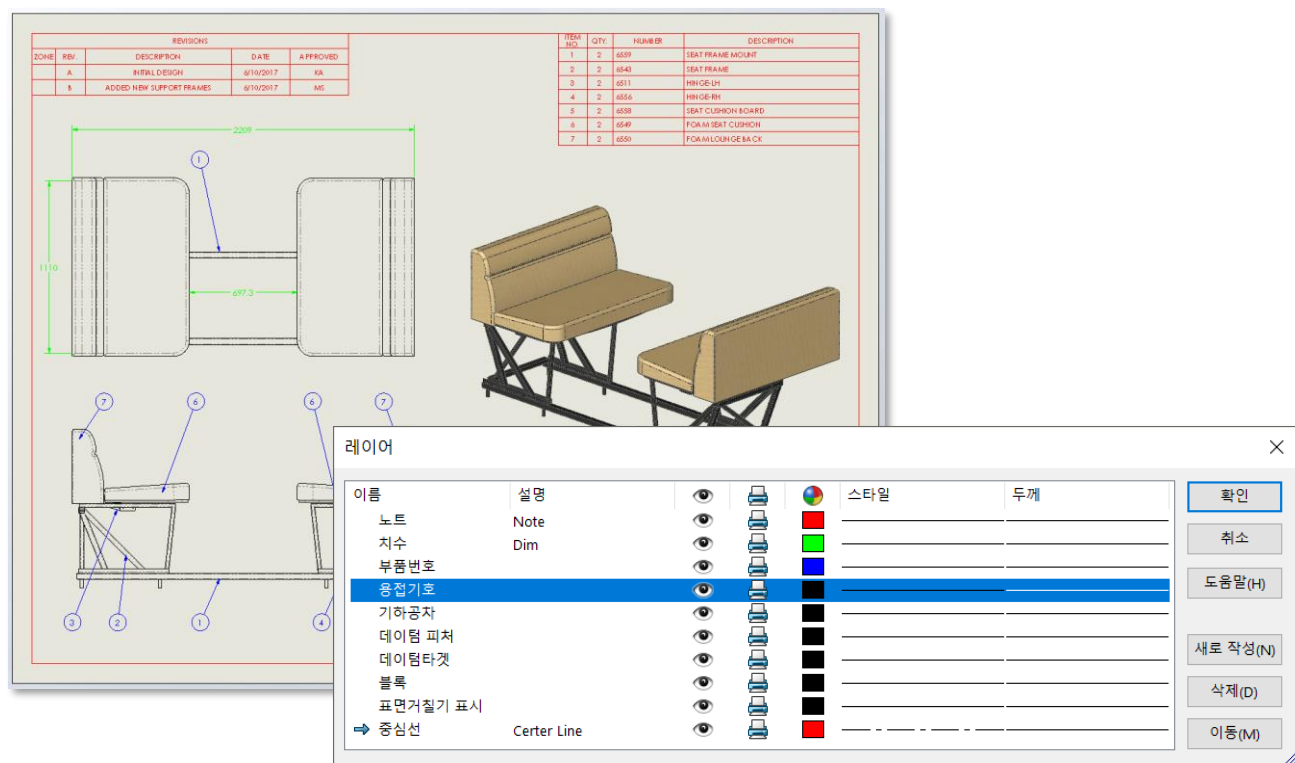 REVISIONS
ZONE REV. DESCRIPTION DATE APPROVED
A INITIAL DESIGN 6/10/2017 KA
B ADDED NEW SUPPORT FRAMES 6/10/2017 MS
ITEM NO. QTY. NUMBER DESCRIPTION
1 2 6559 SEAT FRAME MOUNT
2 2 6543 SEAT FRAME
3 2 6511 HINGE-LH
4 2 6556 HINGE-RH
5 2 6558 SEAT CUSHION BOARD
6 2 6549 FOAM SEAT CUSHION
7 2 6550 FOAM LOUNGE BACK
2209
1
1110
697.3
7 6 6 7
3 2 1 4
레이어
이름 설명 스타일 두께
노트 Note
치수 Dim
부품번호
용접기호
기하공차
데이텀 피처
데이텀타겟
블록
표면거칠기 표시
중심선 Certer Line
확인
취소
도움말(H)
새로 작성(N)
삭제(D)
이동(M)